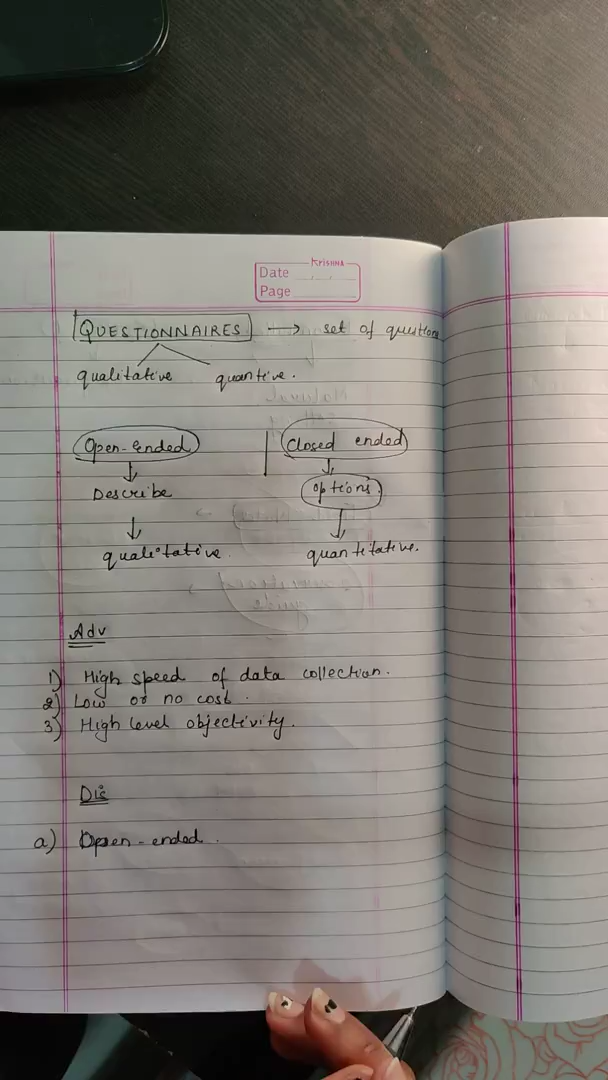 KRISHNA
Date
Page
QUESTIONNAIRES → set of questions
qualitative quantive.
Open-Ended | Closed ended
Describe options.
qualitative. quantitative.
Adv
1) High speed of data collection.
2) Low or no cost.
3) High level objectivity.
Dis
a) Open-ended.